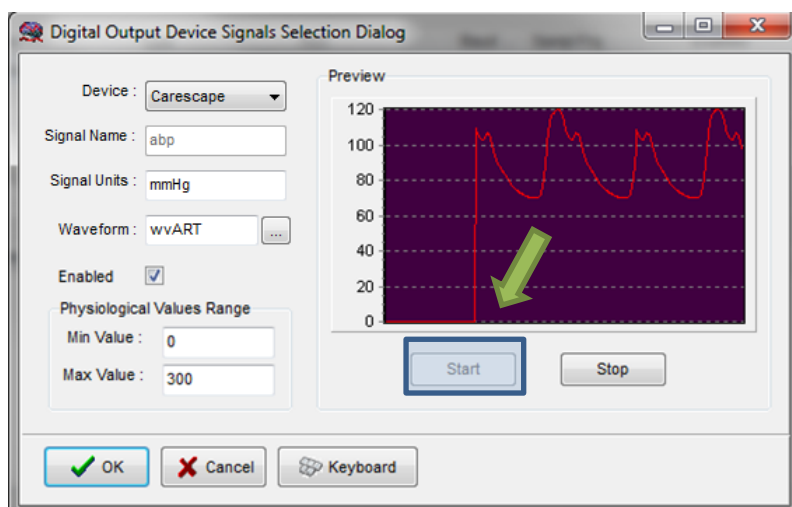 Digital Output Device Signals Selection Dialog
Device :
Carescape
Signal Name :
abp
Signal Units :
mmHg
Waveform :
wvART
...
Enabled
Physiological Values Range
Min Value :
0
Max Value :
300
Preview
120
100
80
60
40
20
0
Start
Stop
OK
Cancel
Keyboard